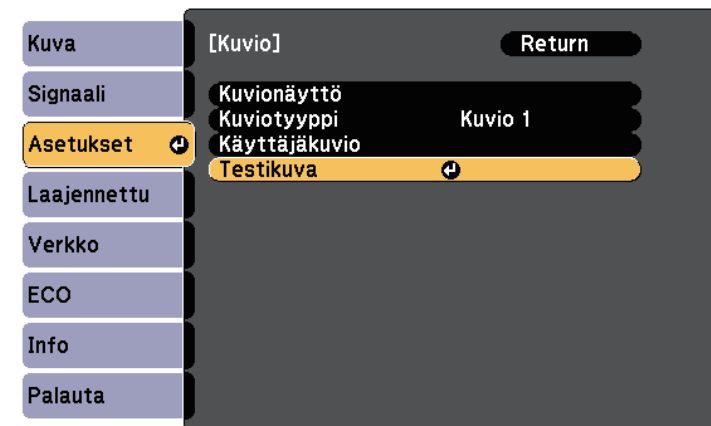 Kuva
Signaali
Asetukset
Laajennettu
Verkko
ECO
Info
Palauta
[Kuvio] Return
Kuvionäyttö
Kuviotyyppi Kuvio 1
Käyttäjäkuvio
Testikuva